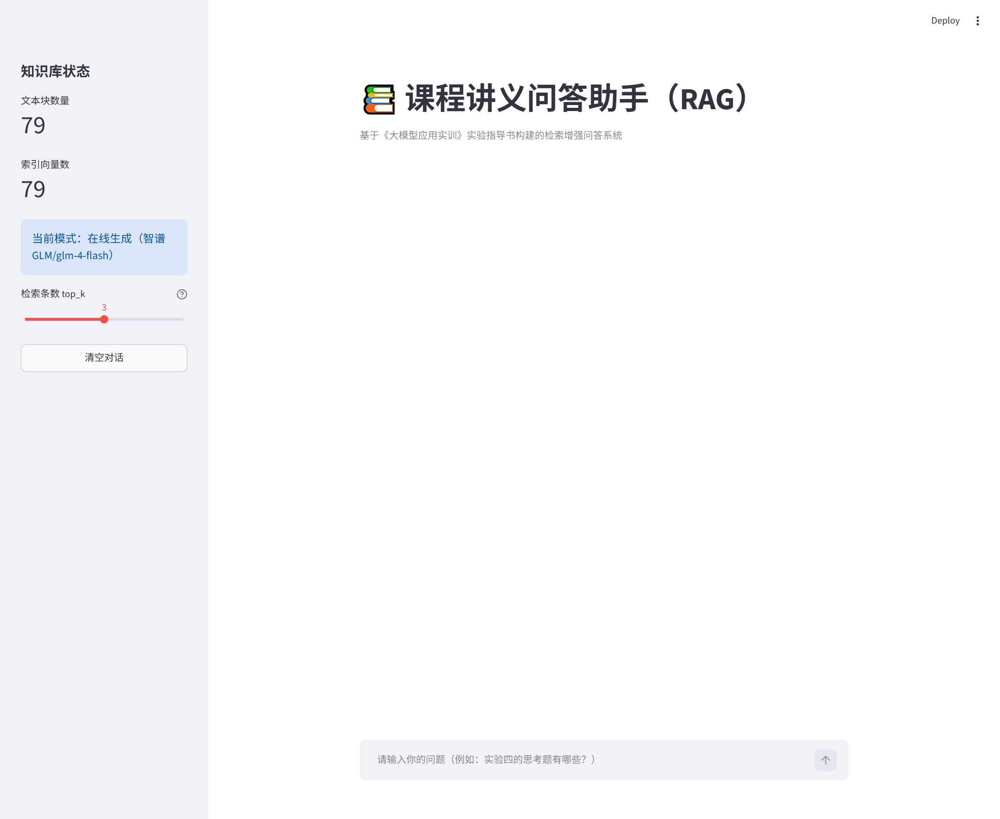 Deploy
知识库状态
文本块数量
79
索引向量数
79
当前模式：在线生成（智谱
GLM/glm-4-flash）
检索条数 top_k
3
清空对话
课程讲义问答助手（RAG）
基于《大模型应用实训》实验指导书构建的检索增强问答系统
请输入你的问题（例如：实验四的思考题有哪些？）